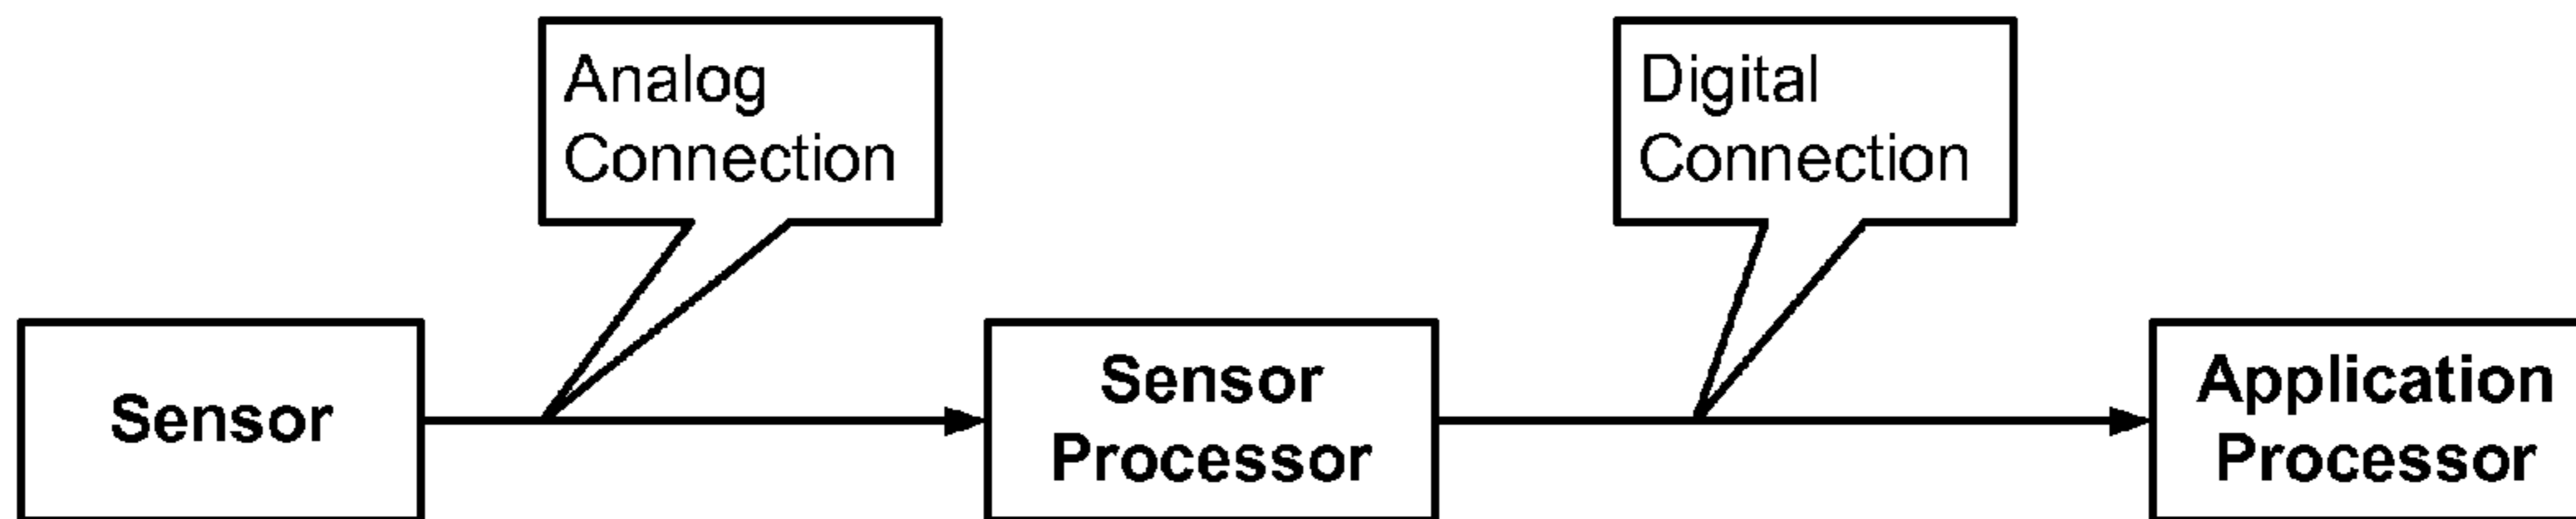 Analog
Connection
Digital
Connection
Sensor
Sensor
Processor
Application
Processor